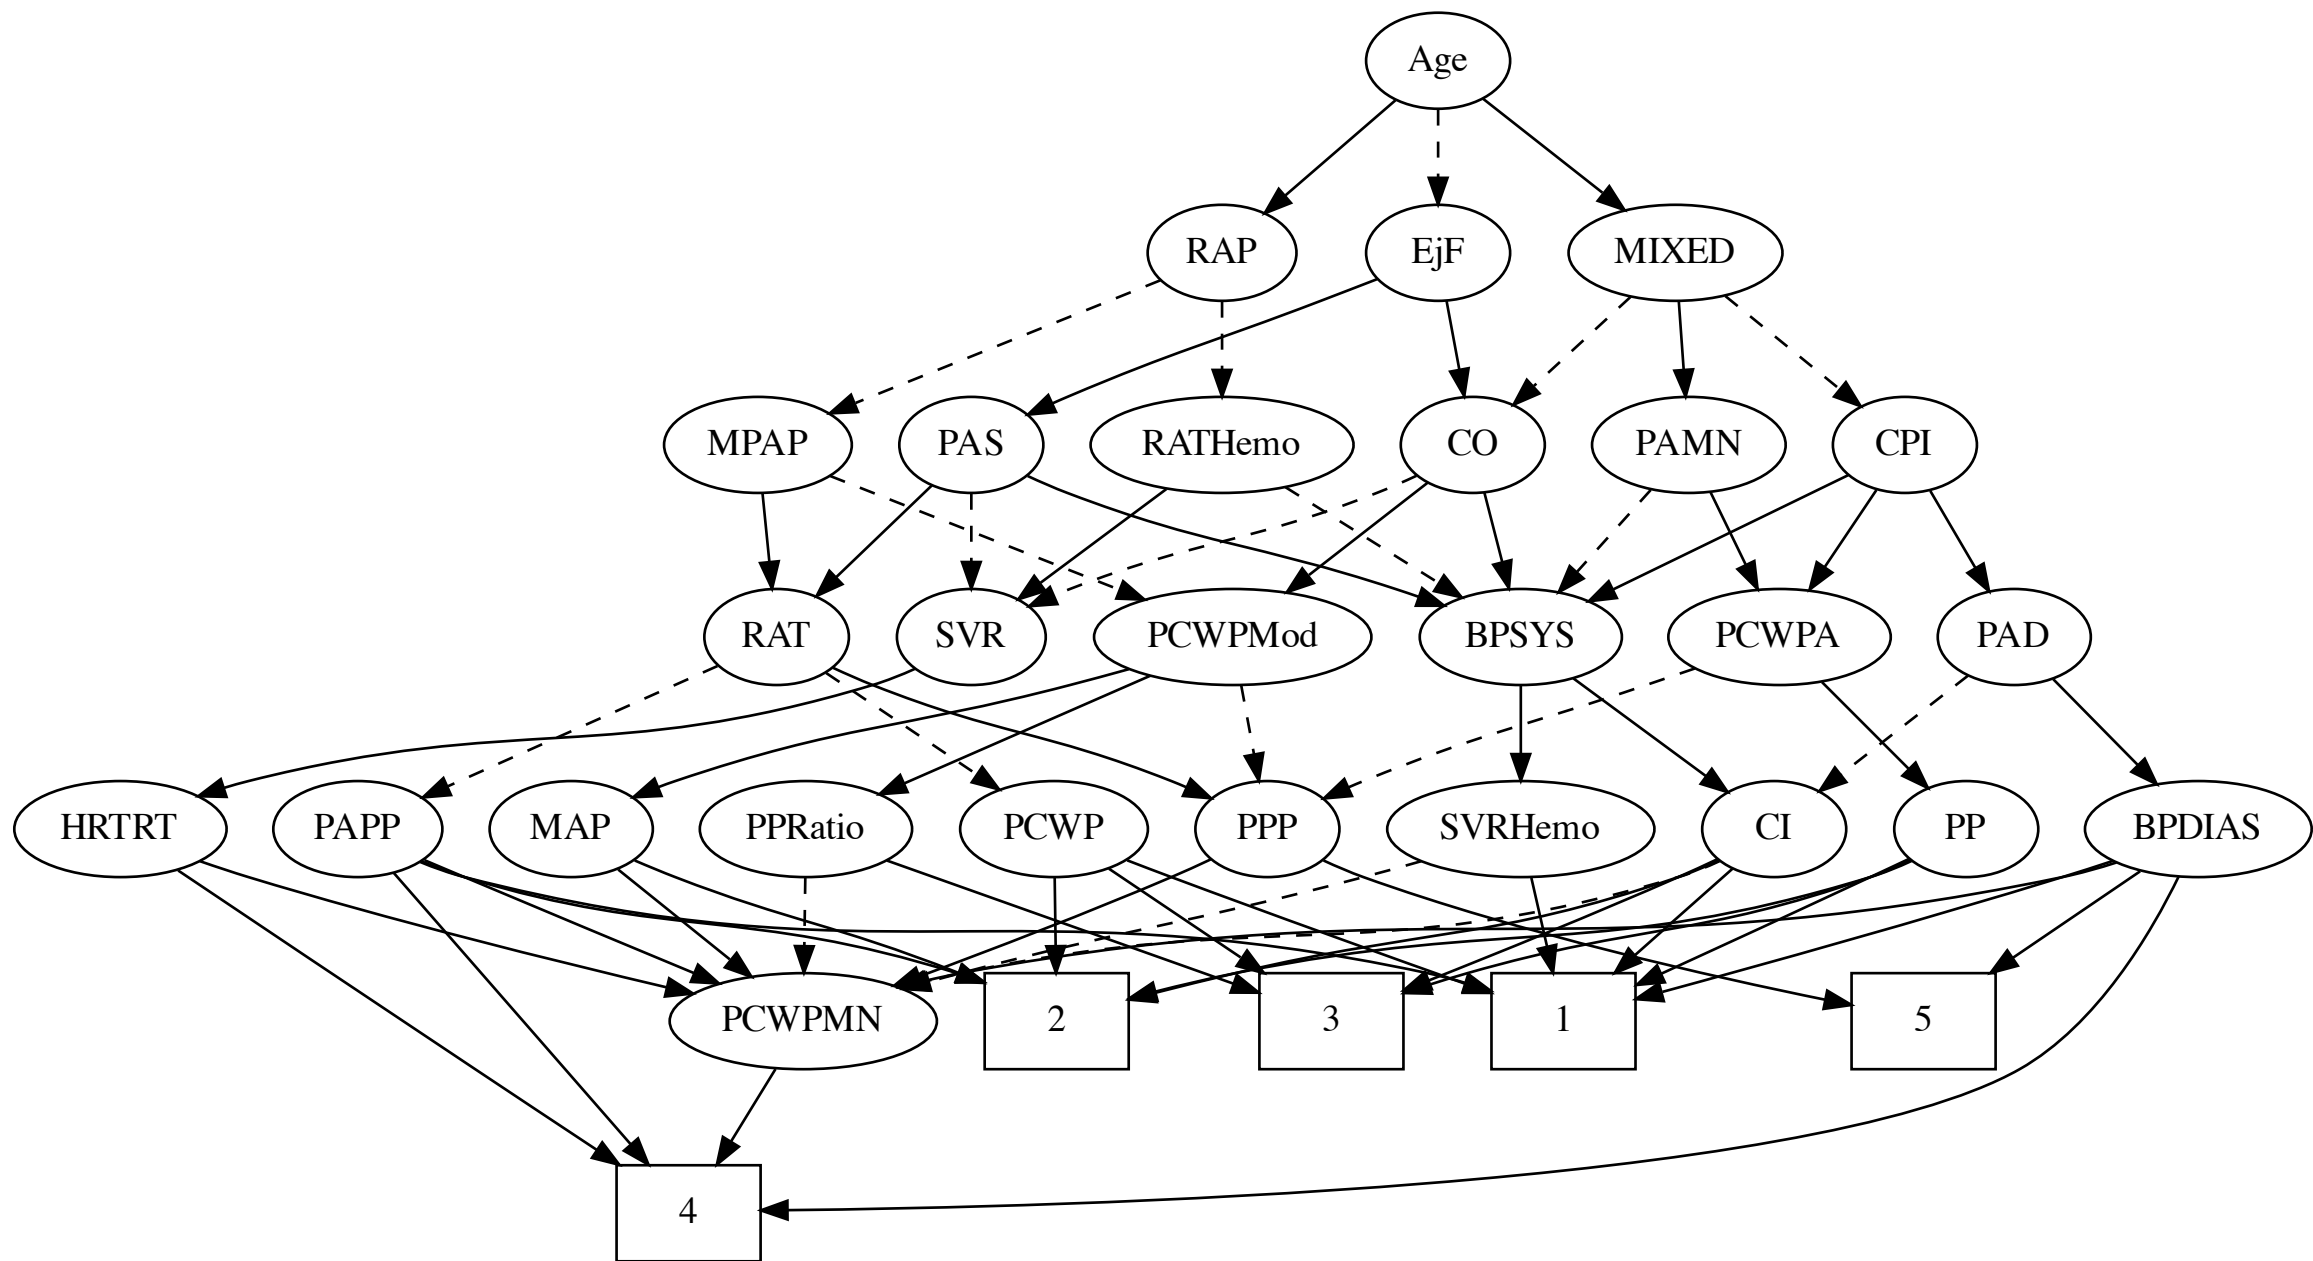 Age
RAP
EjF
MIXED
MPAP
PAS
RATHemo
CO
PAMN
CPI
RAT
SVR
PCWPMod
BPSYS
PCWPA
PAD
HRTRT
PAPP
MAP
PPRatio
PCWP
PPP
SVRHemo
CI
PP
BPDIAS
PCWPMN
2
3
1
5
4